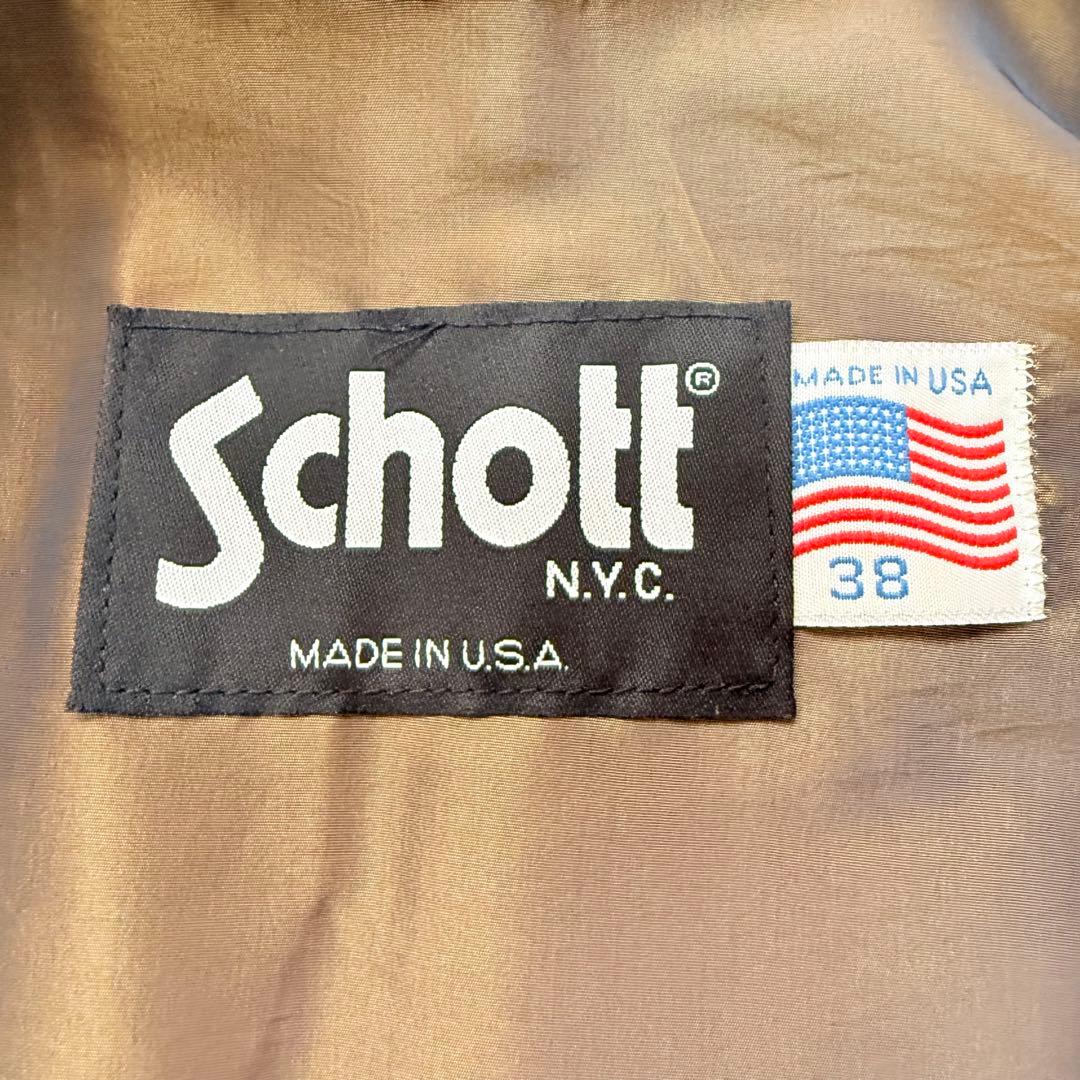 Schott®
N.Y.C.
MADE IN U.S.A.
MADE IN USA
38